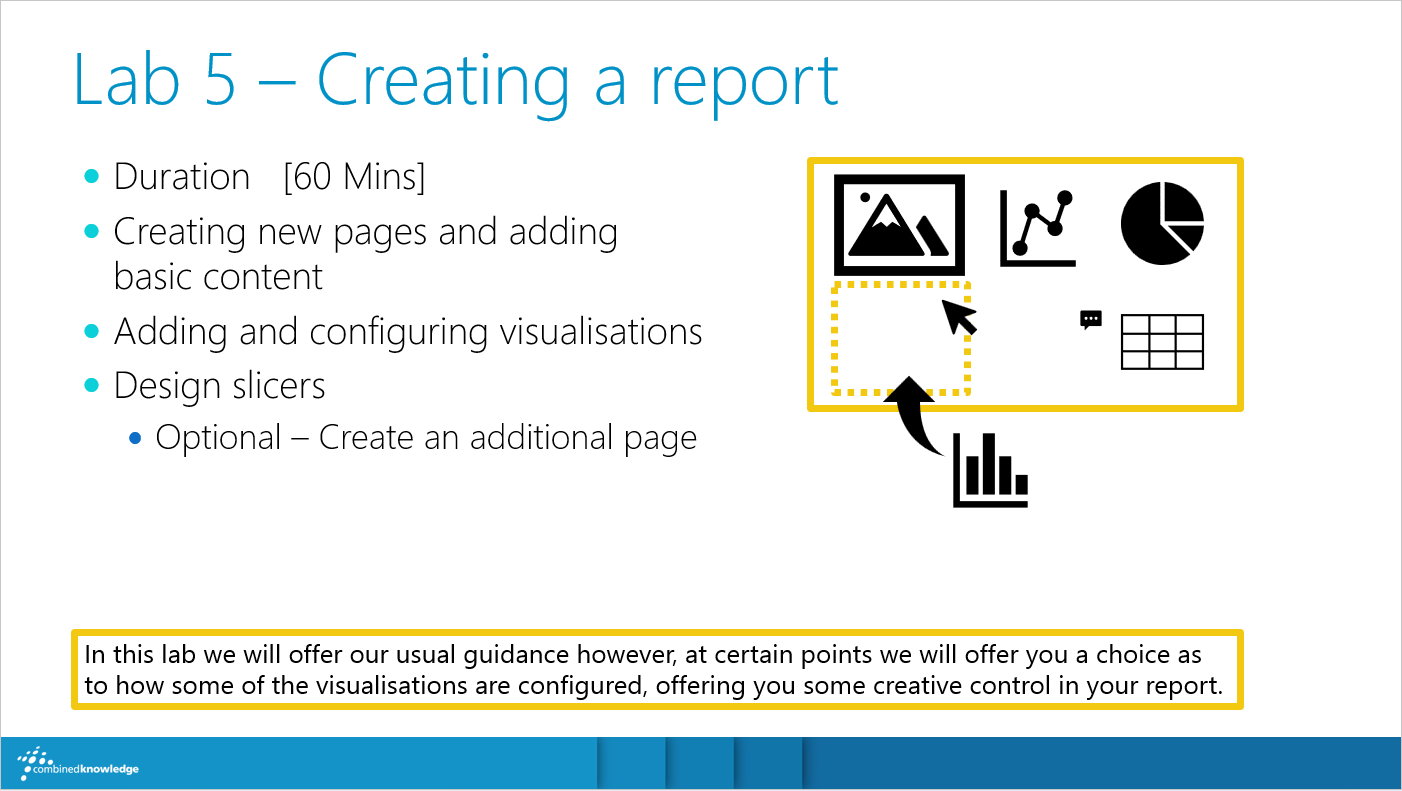 Lab 5 – Creating a report
Duration [60 Mins]
Creating new pages and adding
basic content
Adding and configuring visualisations
Design slicers
Optional – Create an additional page
In this lab we will offer our usual guidance however, at certain points we will offer you a choice as
to how some of the visualisations are configured, offering you some creative control in your report.
combinedknowledge